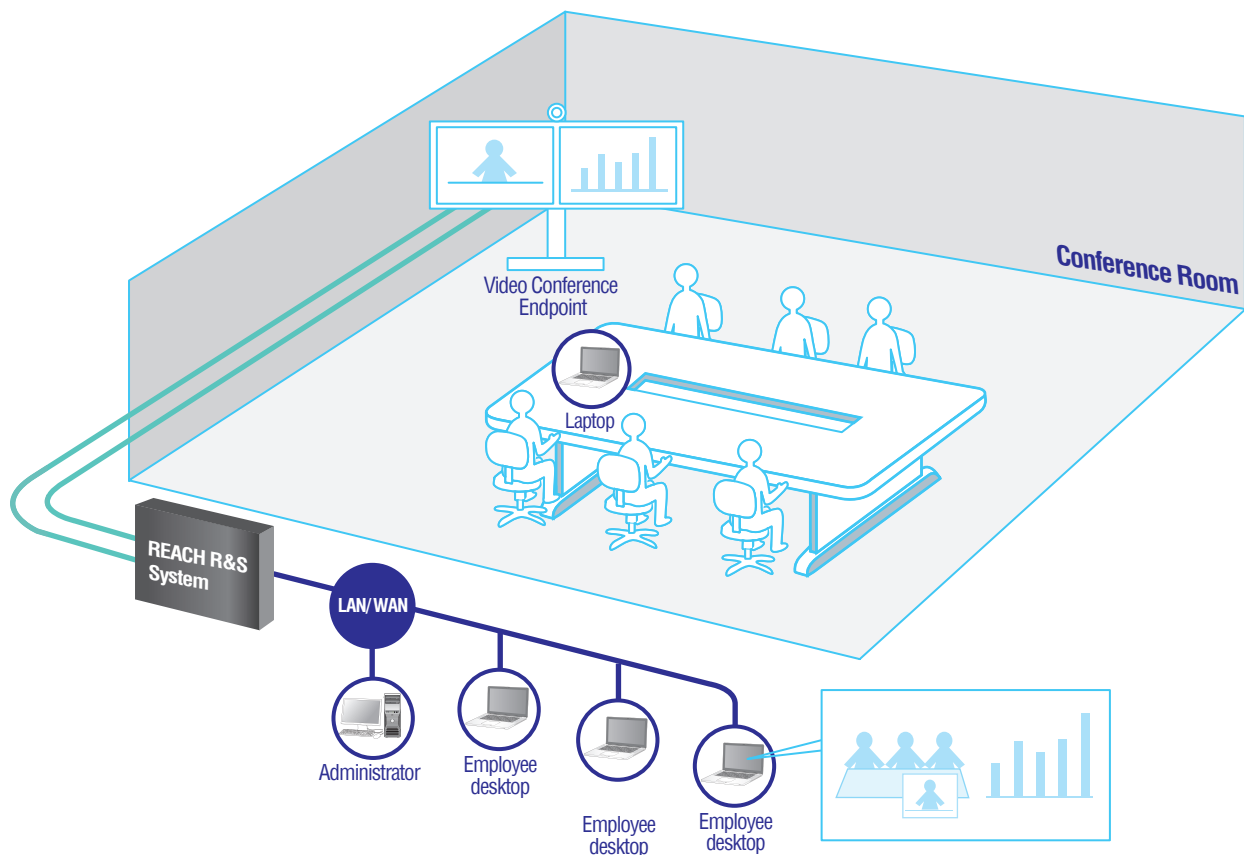 Conference Room
Video Conference
Endpoint
Laptop
REACH R&S
System
LAN/WAN
Administrator
Employee
desktop
Employee
desktop
Employee
desktop